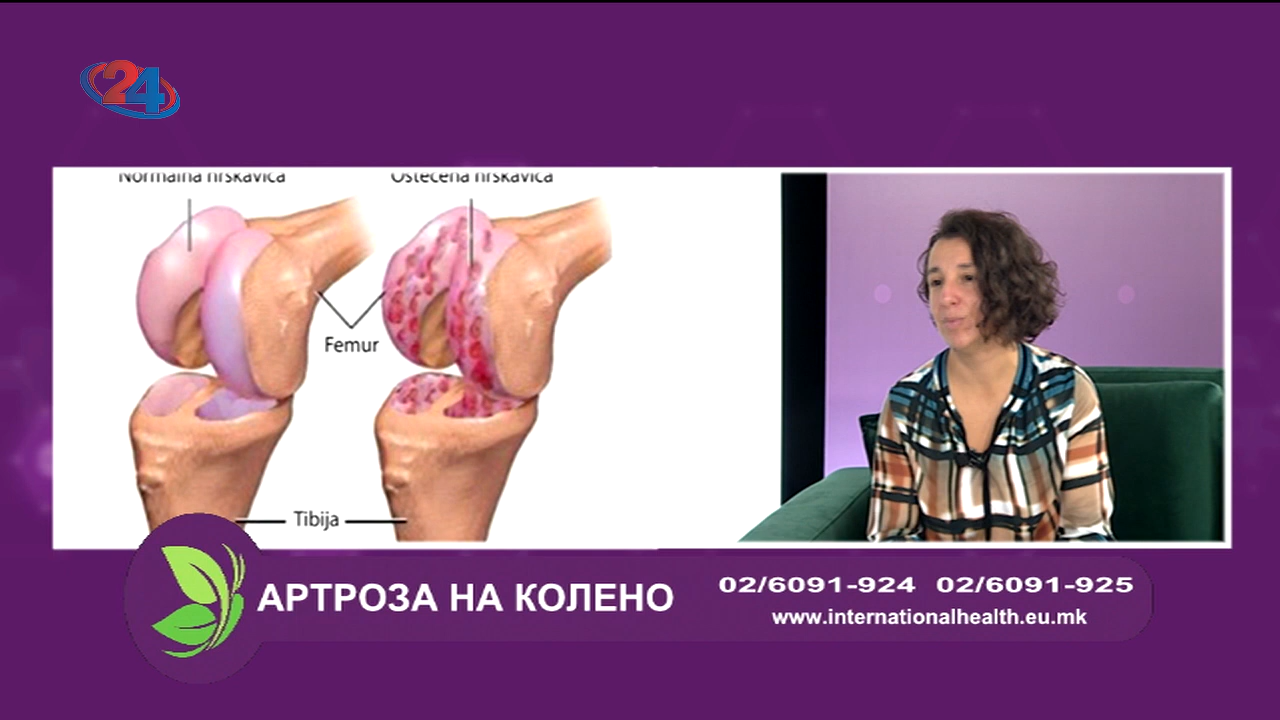 24
Normalna hrskavica
Oštećena hrskavica
Femur
Tibija
АРТРОЗА НА КОЛЕНО
02/6091-924 02/6091-925
www.internationalhealth.eu.mk